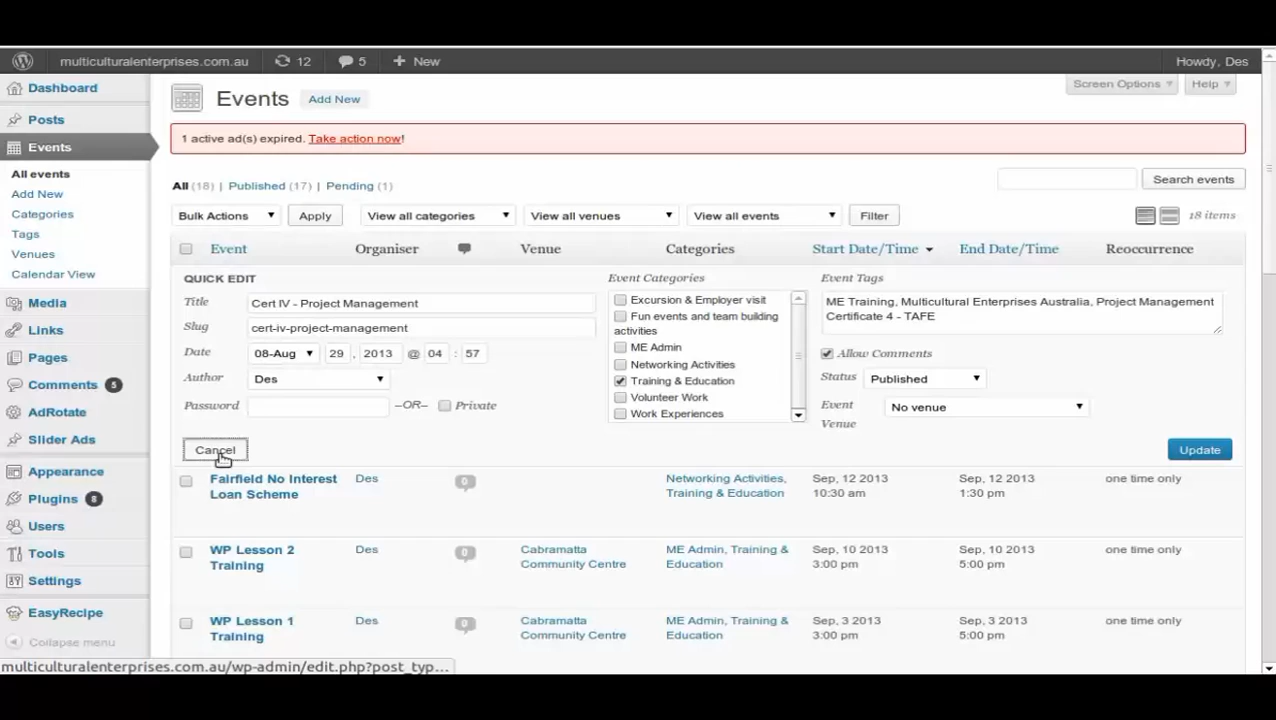 multiculturalenterprises.com.au 12 5 + New Howdy, Des
Dashboard
Posts
Events
All events
Add New
Categories
Tags
Venues
Calendar View
Media
Links
Pages
Comments 5
AdRotate
Slider Ads
Appearance
Plugins 8
Users
Tools
Settings
EasyRecipe
Collapse menu
Screen Options Help
Events Add New
1 active ad(s) expired. Take action now!
All (18) | Published (17) | Pending (1)
Search events
Bulk Actions Apply View all categories View all venues View all events Filter 18 items
Event Organiser Venue Categories Start Date/Time End Date/Time Reoccurrence
QUICK EDIT
Title Cert IV - Project Management
Slug cert-iv-project-management
Date 08-Aug 29 , 2013 @ 04 : 57
Author Des
Password –OR– Private
Event Categories
Excursion & Employer visit
Fun events and team building
activities
ME Admin
Networking Activities
Training & Education
Volunteer Work
Work Experiences
Event Tags
ME Training, Multicultural Enterprises Australia, Project Management
Certificate 4 - TAFE
Allow Comments
Status Published
Event
Venue
No venue
Cancel Update
Fairfield No Interest
Loan Scheme
Des
0
Networking Activities,
Training & Education
Sep, 12 2013
10:30 am
Sep, 12 2013
1:30 pm
one time only
WP Lesson 2
Training
Des
0
Cabramatta
Community Centre
ME Admin, Training &
Education
Sep, 10 2013
3:00 pm
Sep, 10 2013
5:00 pm
one time only
WP Lesson 1
Training
Des
0
Cabramatta
Community Centre
ME Admin, Training &
Education
Sep, 3 2013
3:00 pm
Sep, 3 2013
5:00 pm
one time only
multiculturalenterprises.com.au/wp-admin/edit.php?post_typ...